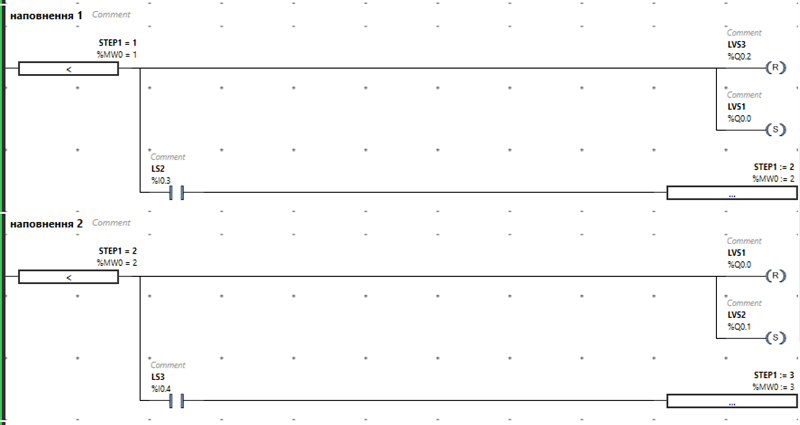 наповнення 1 Comment
STEP1 = 1
%MW0 = 1
<
Comment
LVS3
%Q0.2
R
Comment
LVS1
%Q0.0
S
Comment
LS2
%I0.3
STEP1 := 2
%MW0 := 2
...
наповнення 2 Comment
STEP1 = 2
%MW0 = 2
<
Comment
LVS1
%Q0.0
R
Comment
LVS2
%Q0.1
S
Comment
LS3
%I0.4
STEP1 := 3
%MW0 := 3
...